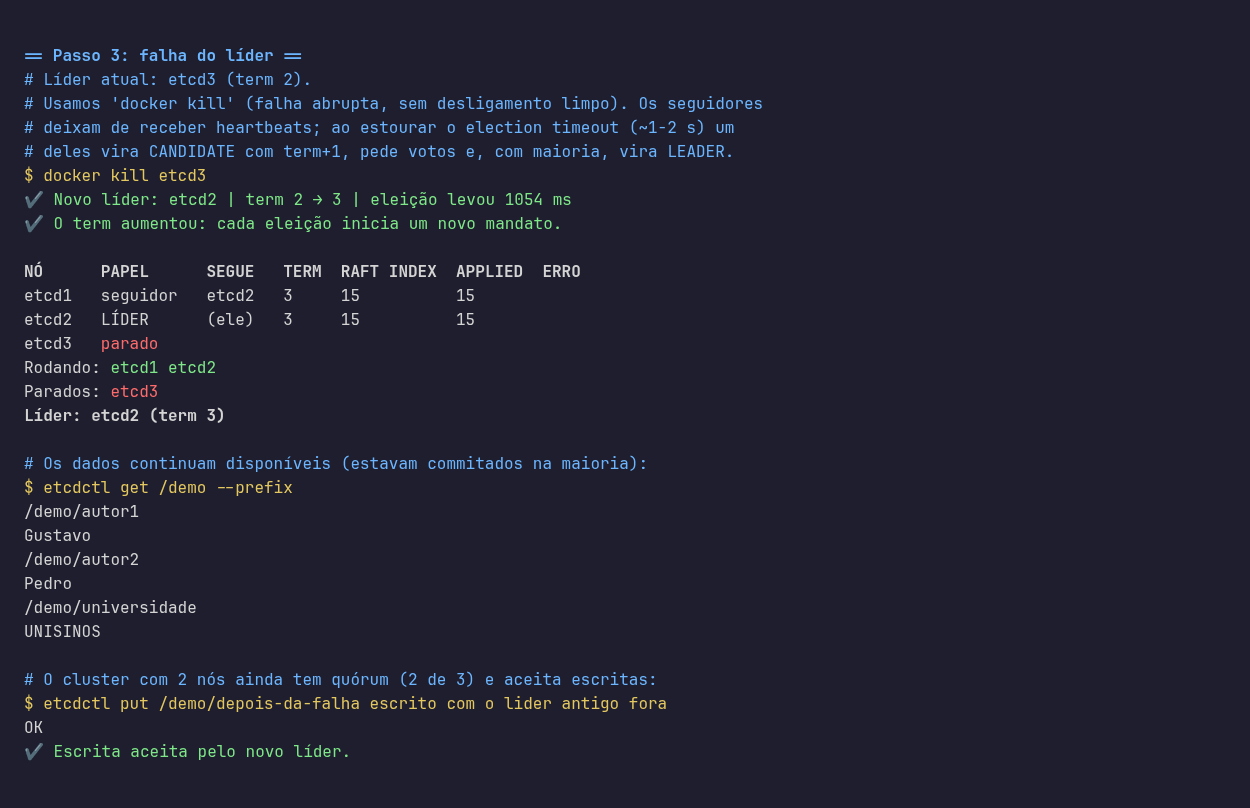 == Passo 3: falha do líder ==
# Líder atual: etcd3 (term 2).
# Usamos 'docker kill' (falha abrupta, sem desligamento limpo). Os seguidores
# deixam de receber heartbeats; ao estourar o election timeout (~1-2 s) um
# deles vira CANDIDATE com term+1, pede votos e, com maioria, vira LEADER.
$ docker kill etcd3
✔ Novo líder: etcd2 | term 2 → 3 | eleição levou 1054 ms
✔ O term aumentou: cada eleição inicia um novo mandato.
NÓ      PAPEL      SEGUE   TERM  RAFT INDEX  APPLIED  ERRO
etcd1   seguidor   etcd2   3     15          15
etcd2   LÍDER      (ele)   3     15          15
etcd3   parado
Rodando: etcd1 etcd2
Parados: etcd3
Líder: etcd2 (term 3)
# Os dados continuam disponíveis (estavam commitados na maioria):
$ etcdctl get /demo --prefix
/demo/autor1
Gustavo
/demo/autor2
Pedro
/demo/universidade
UNISINOS
# O cluster com 2 nós ainda tem quórum (2 de 3) e aceita escritas:
$ etcdctl put /demo/depois-da-falha escrito com o lider antigo fora
OK
✔ Escrita aceita pelo novo líder.